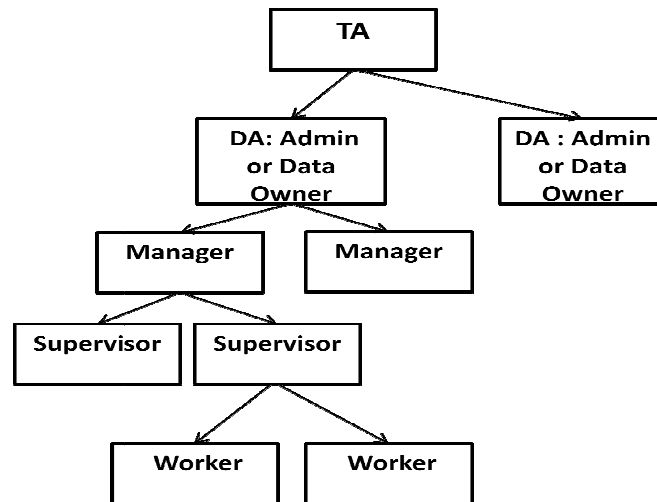 TA
DA: Admin
or Data
Owner
DA : Admin
or Data
Owner
Manager
Manager
Supervisor
Supervisor
Worker
Worker